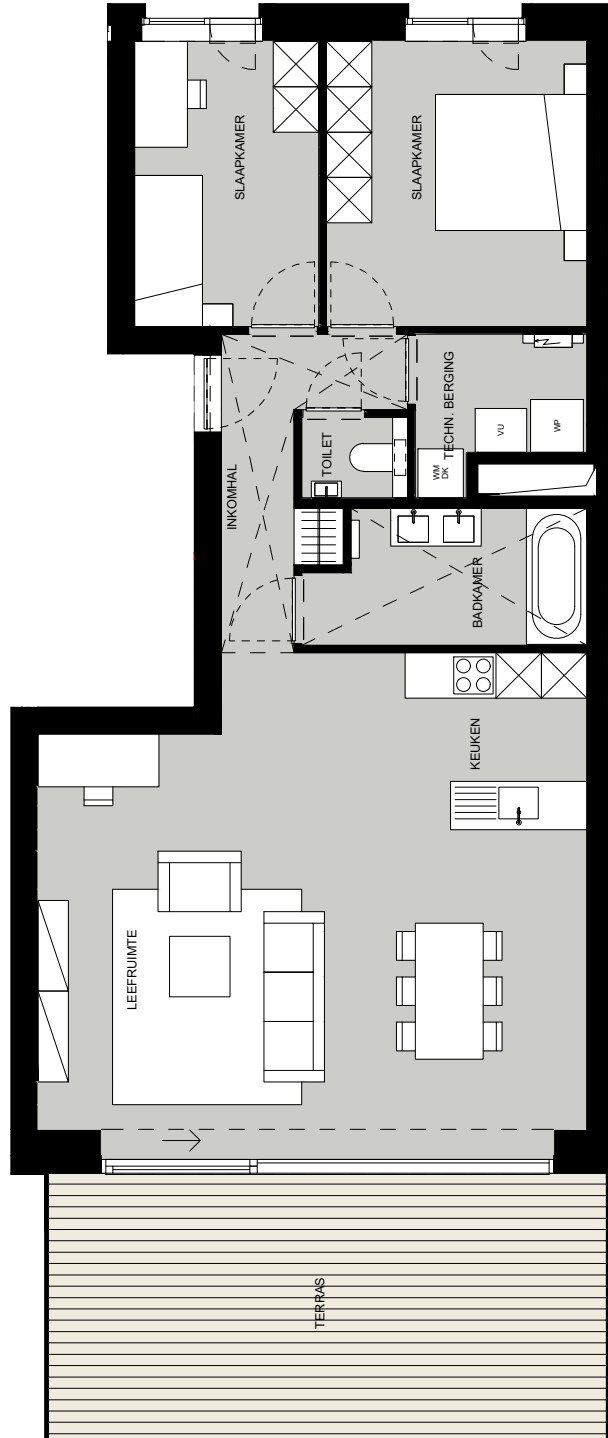 SLAAPKAMER
SLAAPKAMER
TECHN. BERGING
VU
WP
WM
DK
TOILET
INKOMHAL
BADKAMER
KEUKEN
LEEFRUIMTE
TERRAS